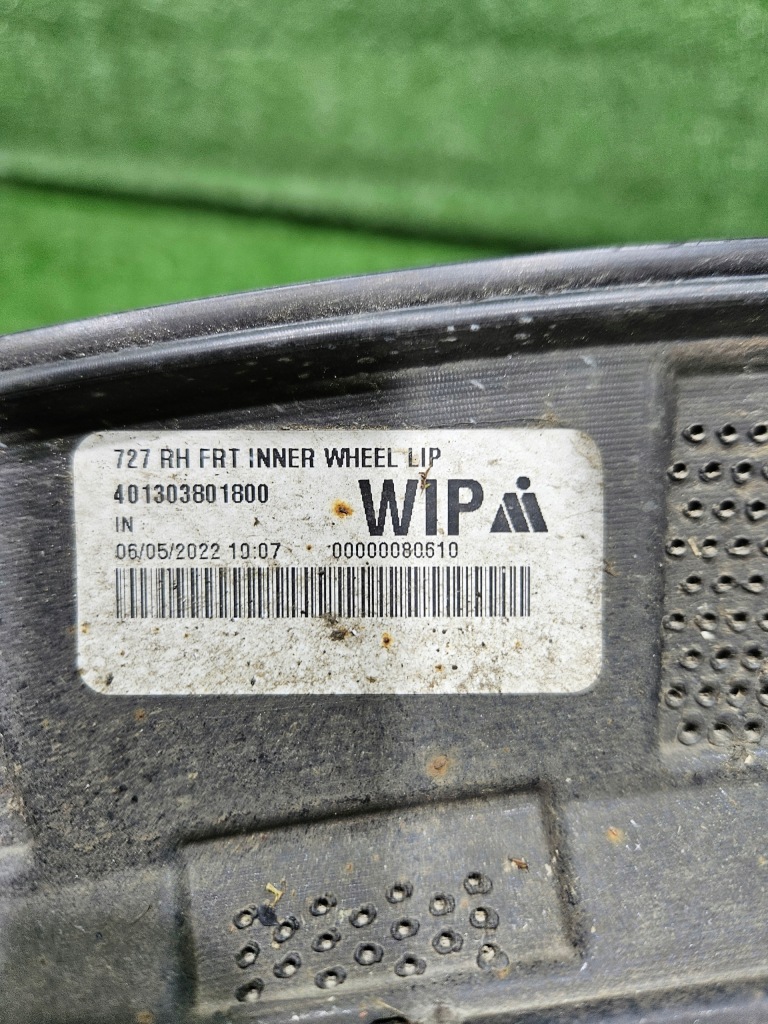 727 RH FRT INNER WHEEL LIP
401303801800
WIP
IN
06/05/2022 10:07 00000080610